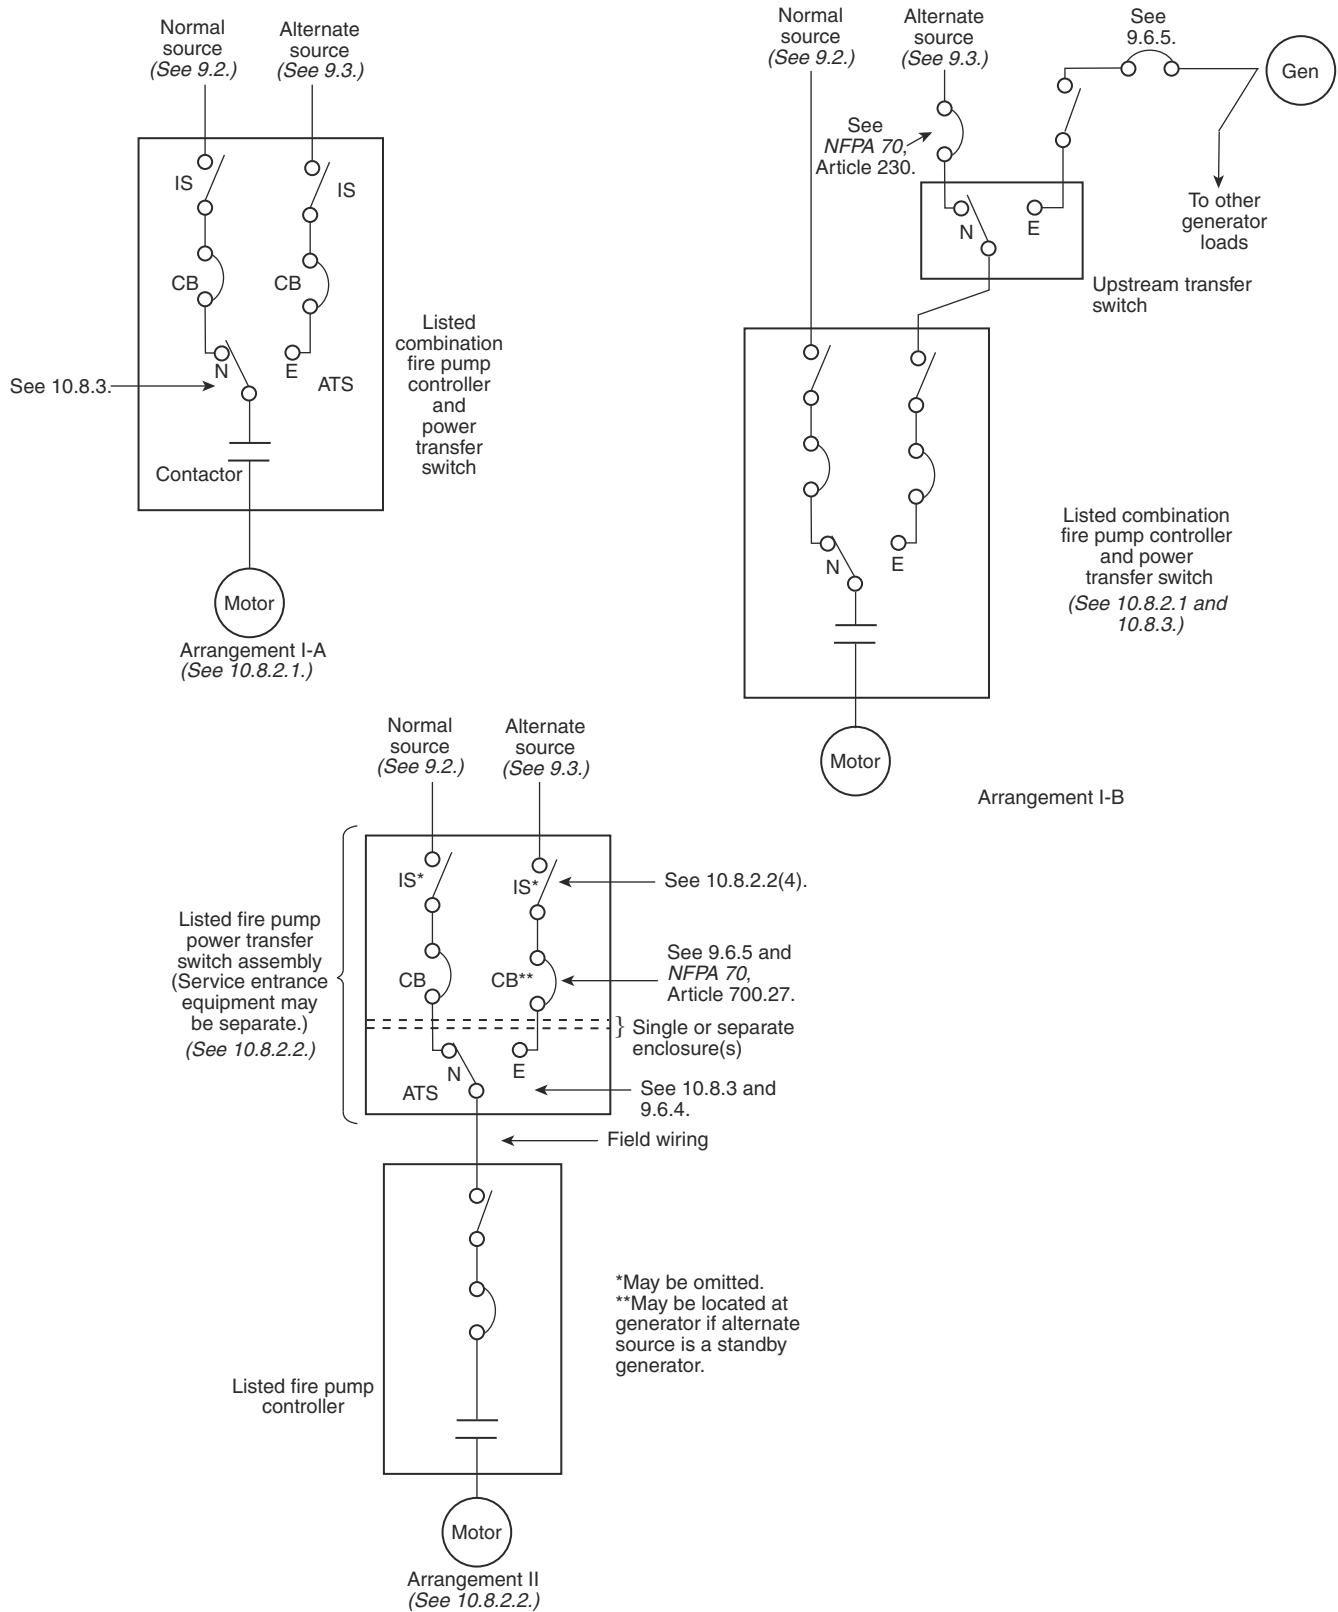 Normal
source
(See 9.2.)
Alternate
source
(See 9.3.)
IS
IS
CB
CB
N
E
ATS
See 10.8.3.
Contactor
Listed
combination
fire pump
controller
and
power
transfer
switch
Motor
Arrangement I-A
(See 10.8.2.1.)
Normal
source
(See 9.2.)
Alternate
source
(See 9.3.)
See
9.6.5.
Gen
See
NFPA 70,
Article 230.
N
E
To other
generator
loads
Upstream transfer
switch
N
E
Listed combination
fire pump controller
and power
transfer switch
(See 10.8.2.1 and
10.8.3.)
Motor
Arrangement I-B
Normal
source
(See 9.2.)
Alternate
source
(See 9.3.)
IS*
IS*
See 10.8.2.2(4).
Listed fire pump
power transfer
switch assembly
(Service entrance
equipment may
be separate.)
(See 10.8.2.2.)
CB
CB**
See 9.6.5 and
NFPA 70,
Article 700.27.
} Single or separate
enclosure(s)
N
E
ATS
See 10.8.3 and
9.6.4.
Field wiring
*May be omitted.
**May be located at
generator if alternate
source is a standby
generator.
Listed fire pump
controller
Motor
Arrangement II
(See 10.8.2.2.)